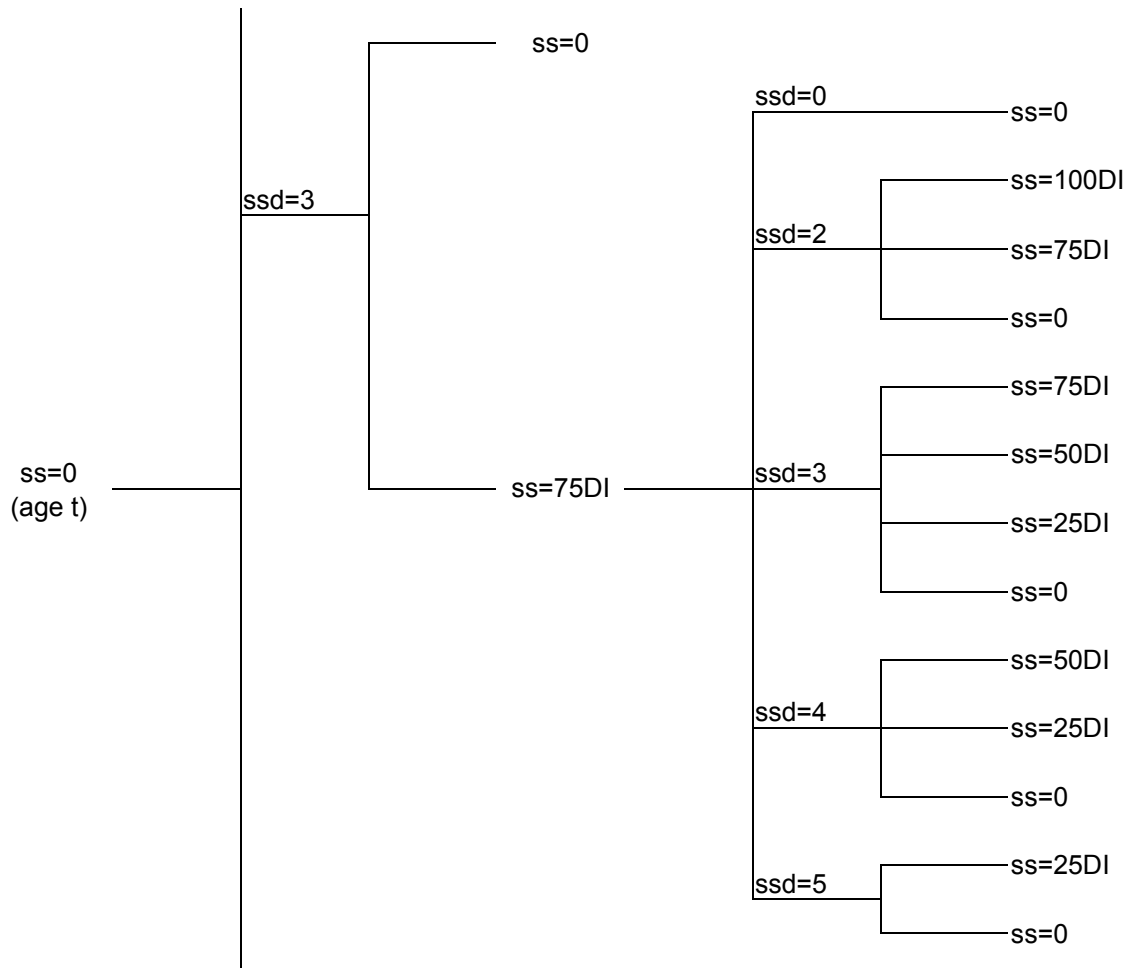 ss=0
ssd=0
ss=0
ss=100DI
ssd=3
ssd=2
ss=75DI
ss=0
ss=75DI
ss=50DI
ss=0
(age t)
ssd=3
ss=75DI
ss=25DI
ss=0
ss=50DI
ssd=4
ss=25DI
ss=0
ss=25DI
ssd=5
ss=0